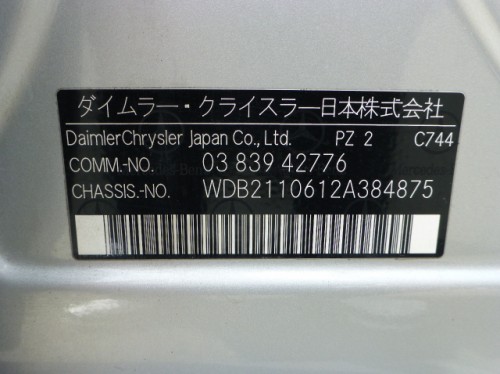 ダイムラー・クライスラー日本株式会社
DaimlerChrysler Japan Co., Ltd. PZ 2 C744
COMM.-NO. 03 839 42776
CHASSIS.-NO. WDB2110612A384875